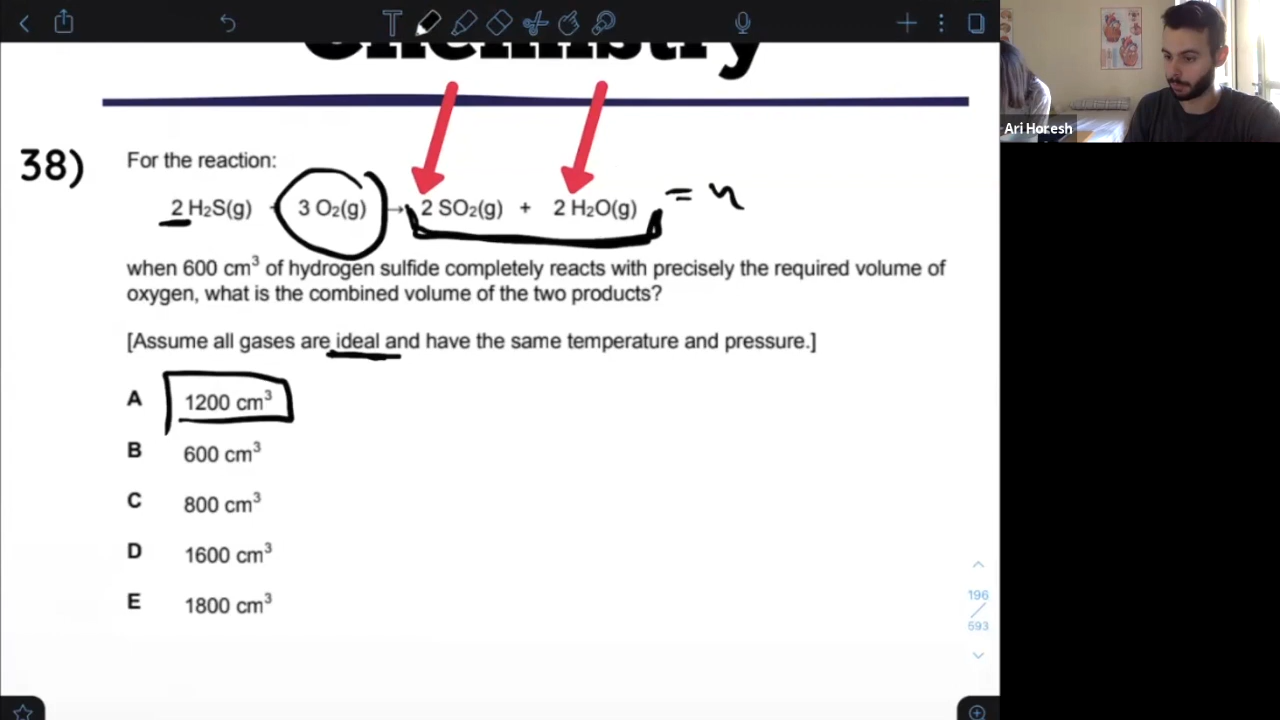 Chemistry
38)
For the reaction:
2 H₂S(g) + 3 O₂(g) → 2 SO₂(g) + 2 H₂O(g) = n
when 600 cm³ of hydrogen sulfide completely reacts with precisely the required volume of
oxygen, what is the combined volume of the two products?
[Assume all gases are ideal and have the same temperature and pressure.]
A 1200 cm³
B 600 cm³
C 800 cm³
D 1600 cm³
E 1800 cm³
196
593
Ari Horesh